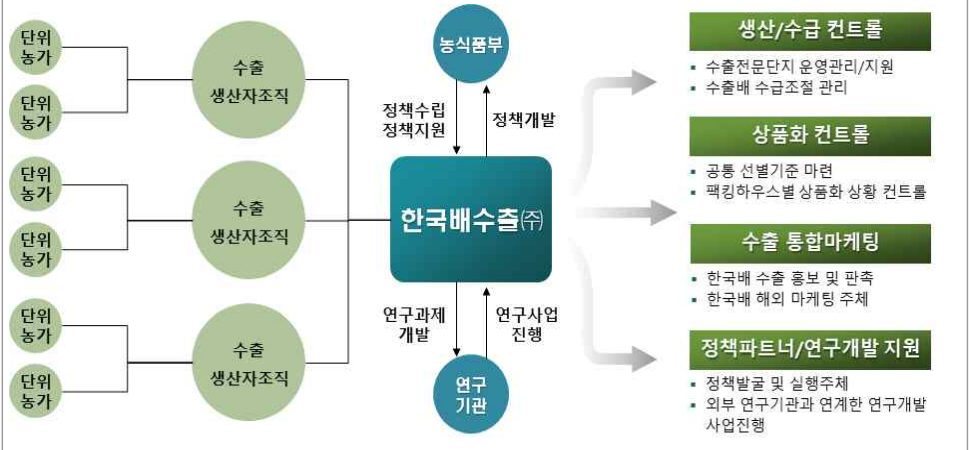 단위
농가
단위
농가
수출
생산자조직
단위
농가
단위
농가
수출
생산자조직
단위
농가
단위
농가
수출
생산자조직
농식품부
정책수립
정책지원
정책개발
한국배수출㈜
연구과제
개발
연구사업
진행
연구
기관
생산/수급 컨트롤
▪ 수출전문단지 운영관리/지원
▪ 수출배 수급조절 관리
상품화 컨트롤
▪ 공통 선별기준 마련
▪ 팩킹하우스별 상품화 상황 컨트롤
수출 통합마케팅
▪ 한국배 수출 홍보 및 판촉
▪ 한국배 해외 마케팅 주체
정책파트너/연구개발 지원
▪ 정책발굴 및 실행주체
▪ 외부 연구기관과 연계한 연구개발
사업진행